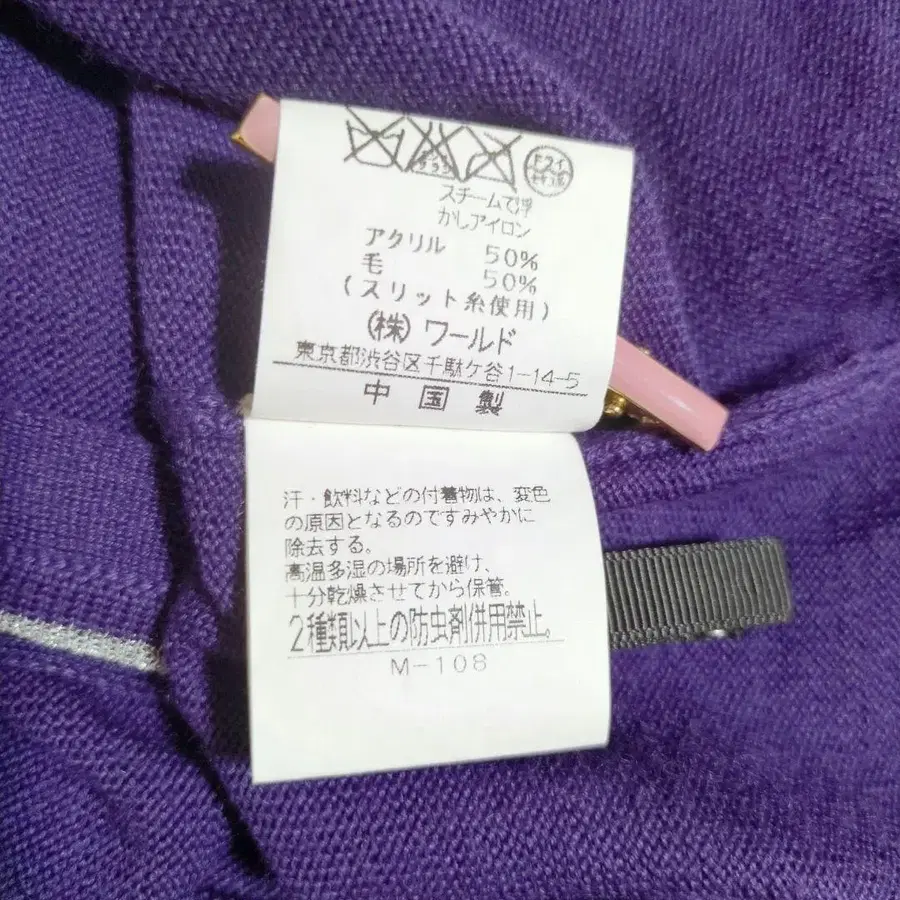 ドライ
スチームで浮
かしアイロン
アクリル 50%
毛 50%
(スリット糸使用)
(株)ワールド
東京都渋谷区千駄ケ谷1-14-5
中国製
汗・飲料などの付着物は、変色
の原因となるのですみやかに
除去する。
高温多湿の場所を避け、
十分乾燥させてから保管。
2種類以上の防虫剤併用禁止。
M-108